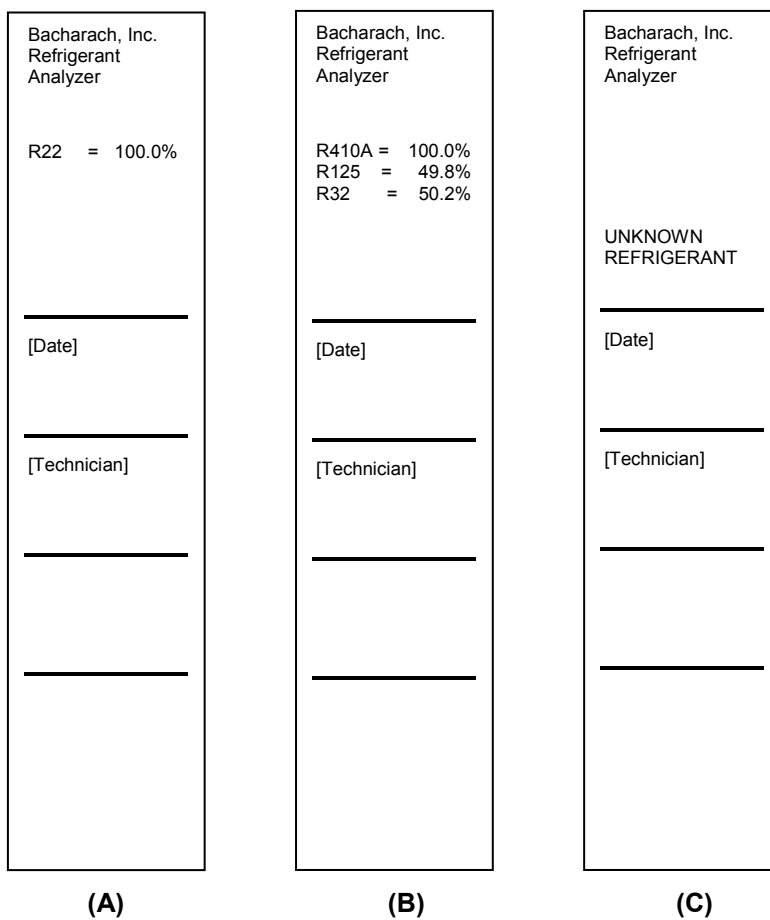 Bacharach, Inc.
Refrigerant
Analyzer
R22 = 100.0%
[Date]
[Technician]
(A)
Bacharach, Inc.
Refrigerant
Analyzer
R410A = 100.0%
R125 = 49.8%
R32 = 50.2%
[Date]
[Technician]
(B)
Bacharach, Inc.
Refrigerant
Analyzer
UNKNOWN
REFRIGERANT
[Date]
[Technician]
(C)